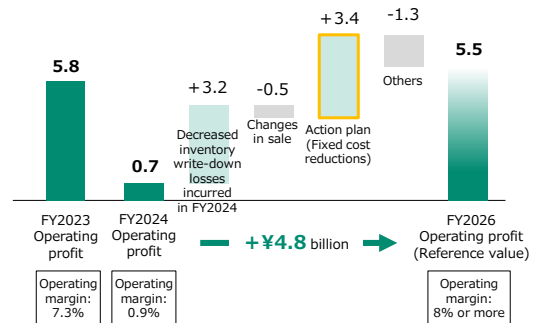 5.8
0.7
+3.2
Decreased
inventory
write-down
losses
incurred
in FY2024
-0.5
Changes
in sale
+3.4
Action plan
(Fixed cost
reductions)
-1.3
Others
5.5
FY2023
Operating
profit
FY2024
Operating
profit
+¥4.8 billion
FY2026
Operating profit
(Reference value)
Operating
margin:
7.3%
Operating
margin:
0.9%
Operating
margin:
8% or more